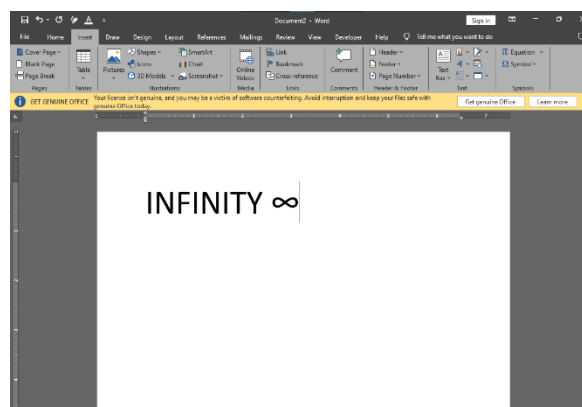 Document2 - Word
Sign in
File Home Insert Draw Design Layout References Mailings Review View Developer Help Tell me what you want to do
Cover Page
Blank Page
Page Break
Pages
Table
Tables
Pictures
Shapes
Icons
3D Models
SmartArt
Chart
Screenshot
Illustrations
Online Videos
Media
Link
Bookmark
Cross-reference
Links
Comment
Comments
Header
Footer
Page Number
Header & Footer
Text Box
Text
Equation
Symbol
Symbols
GET GENUINE OFFICE Your license isn't genuine, and you may be a victim of software counterfeiting. Avoid interruption and keep your files safe with
genuine Office today.
Get genuine Office Learn more
INFINITY ∞